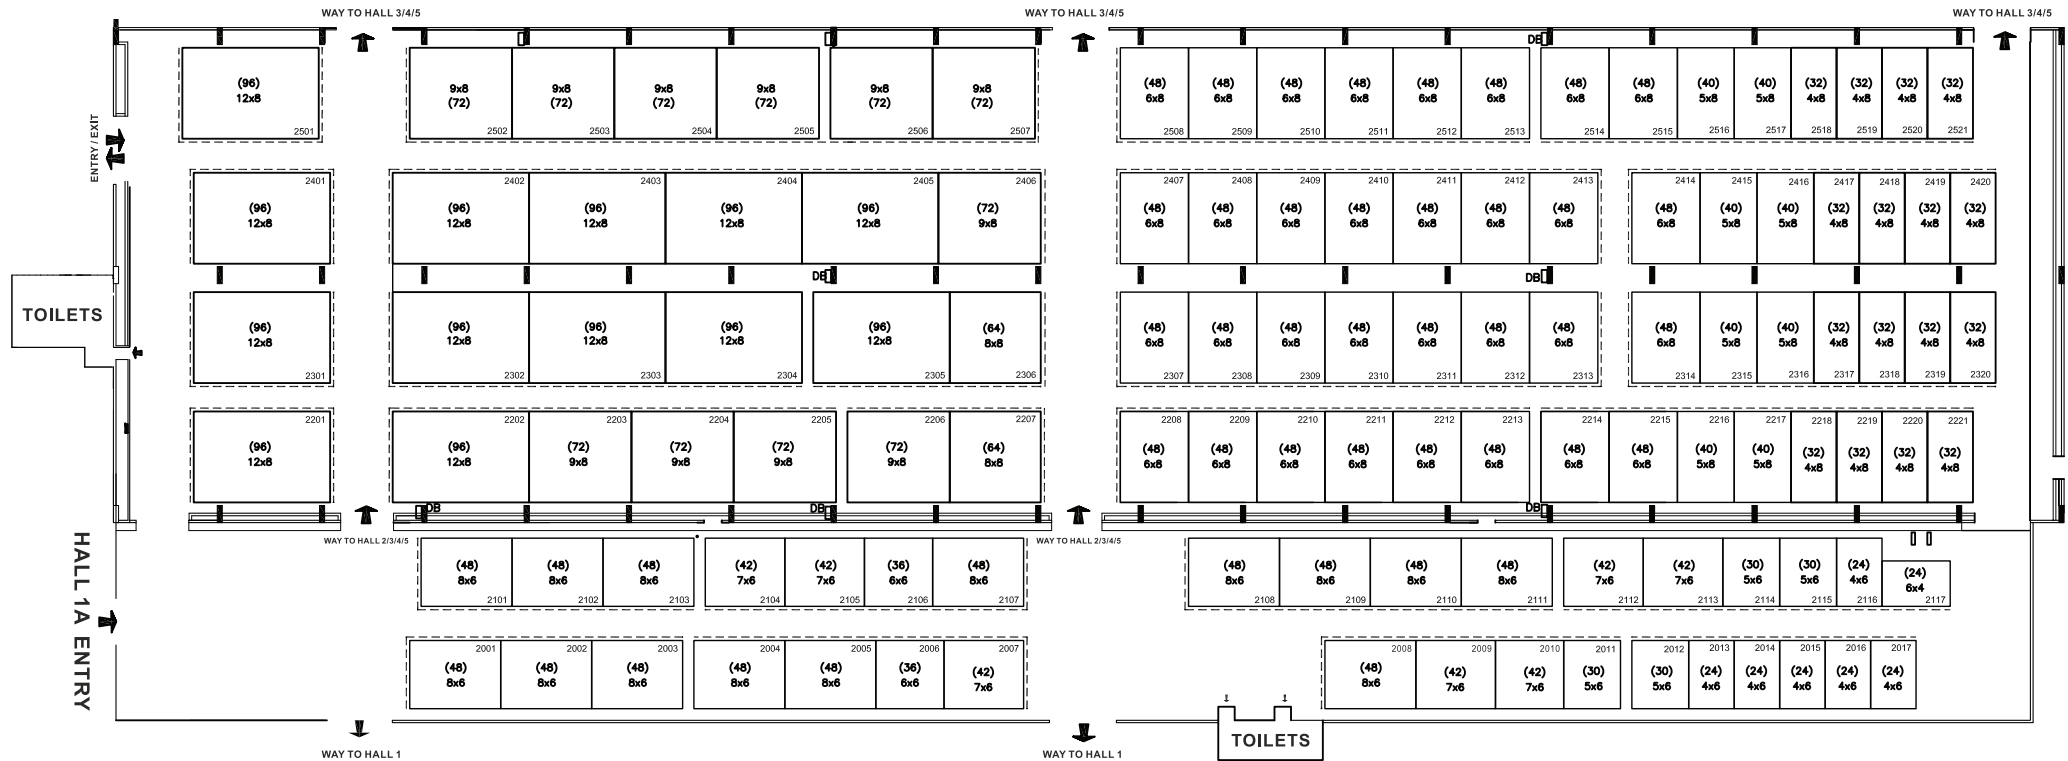 WAY TO HALL 3/4/5
WAY TO HALL 3/4/5
WAY TO HALL 3/4/5
DB
(96)
12x8
2501
9x8
(72)
2502
9x8
(72)
2503
9x8
(72)
2504
9x8
(72)
2505
9x8
(72)
2506
9x8
(72)
2507
(48)
6x8
2508
(48)
6x8
2509
(48)
6x8
2510
(48)
6x8
2511
(48)
6x8
2512
(48)
6x8
2513
(48)
6x8
2514
(48)
6x8
2515
(40)
5x8
2516
(40)
5x8
2517
(32)
4x8
2518
(32)
4x8
2519
(32)
4x8
2520
(32)
4x8
2521
ENTRY / EXIT
2401
(96)
12x8
2402
(96)
12x8
2403
(96)
12x8
2404
(96)
12x8
2405
(96)
12x8
2406
(72)
9x8
2407
(48)
6x8
2408
(48)
6x8
2409
(48)
6x8
2410
(48)
6x8
2411
(48)
6x8
2412
(48)
6x8
2413
(48)
6x8
2414
(48)
6x8
2415
(40)
5x8
2416
(40)
5x8
2417
(32)
4x8
2418
(32)
4x8
2419
(32)
4x8
2420
(32)
4x8
DB
DB
TOILETS
(96)
12x8
2301
(96)
12x8
2302
(96)
12x8
2303
(96)
12x8
2304
(96)
12x8
2305
(64)
8x8
2306
(48)
6x8
2307
(48)
6x8
2308
(48)
6x8
2309
(48)
6x8
2310
(48)
6x8
2311
(48)
6x8
2312
(48)
6x8
2313
(48)
6x8
2314
(40)
5x8
2315
(40)
5x8
2316
(32)
4x8
2317
(32)
4x8
2318
(32)
4x8
2319
(32)
4x8
2320
2201
(96)
12x8
2202
(96)
12x8
2203
(72)
9x8
2204
(72)
9x8
2205
(72)
9x8
2206
(72)
9x8
2207
(64)
8x8
2208
(48)
6x8
2209
(48)
6x8
2210
(48)
6x8
2211
(48)
6x8
2212
(48)
6x8
2213
(48)
6x8
2214
(48)
6x8
2215
(48)
6x8
2216
(40)
5x8
2217
(40)
5x8
2218
(32)
4x8
2219
(32)
4x8
2220
(32)
4x8
2221
(32)
4x8
DB
DB
DB
WAY TO HALL 2/3/4/5
WAY TO HALL 2/3/4/5
HALL 1A ENTRY
(48)
8x6
2101
(48)
8x6
2102
(48)
8x6
2103
(42)
7x6
2104
(42)
7x6
2105
(36)
6x6
2106
(48)
8x6
2107
(48)
8x6
2108
(48)
8x6
2109
(48)
8x6
2110
(48)
8x6
2111
(42)
7x6
2112
(42)
7x6
2113
(30)
5x6
2114
(30)
5x6
2115
(24)
4x6
2116
(24)
6x4
2117
2001
(48)
8x6
2002
(48)
8x6
2003
(48)
8x6
2004
(48)
8x6
2005
(48)
8x6
2006
(36)
6x6
2007
(42)
7x6
2008
(48)
8x6
2009
(42)
7x6
2010
(42)
7x6
2011
(30)
5x6
2012
(30)
5x6
2013
(24)
4x6
2014
(24)
4x6
2015
(24)
4x6
2016
(24)
4x6
2017
(24)
4x6
TOILETS
WAY TO HALL 1
WAY TO HALL 1